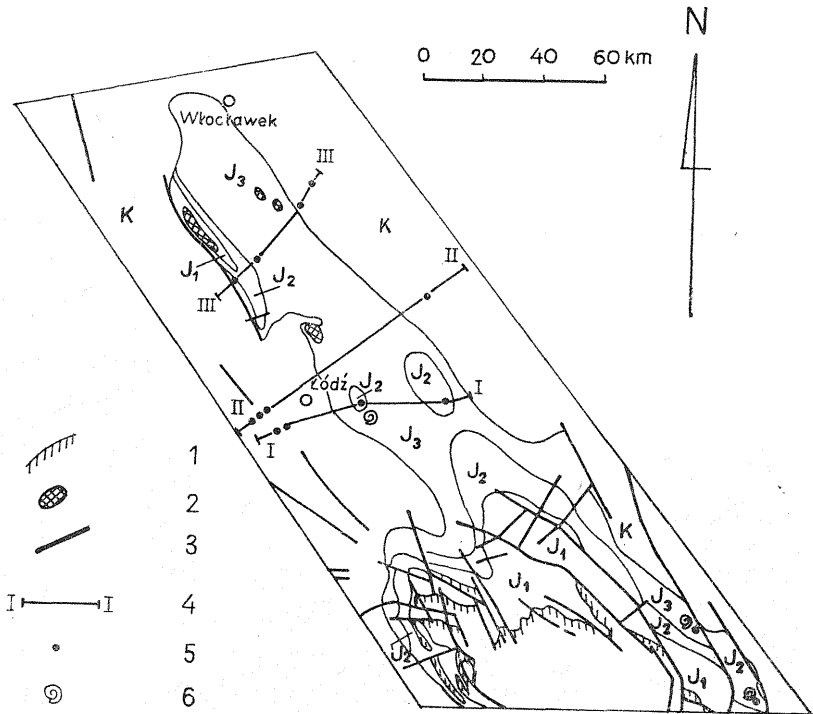 N
0 20 40 60 km
Włocławek
III
J3
K
K
II
J1
J2
III
Łódź
J2
J2
I
II
I
J3
J2
1
2
3
I I 4
5
6
K
J1
J1
J3
J2
J2
J2
J1